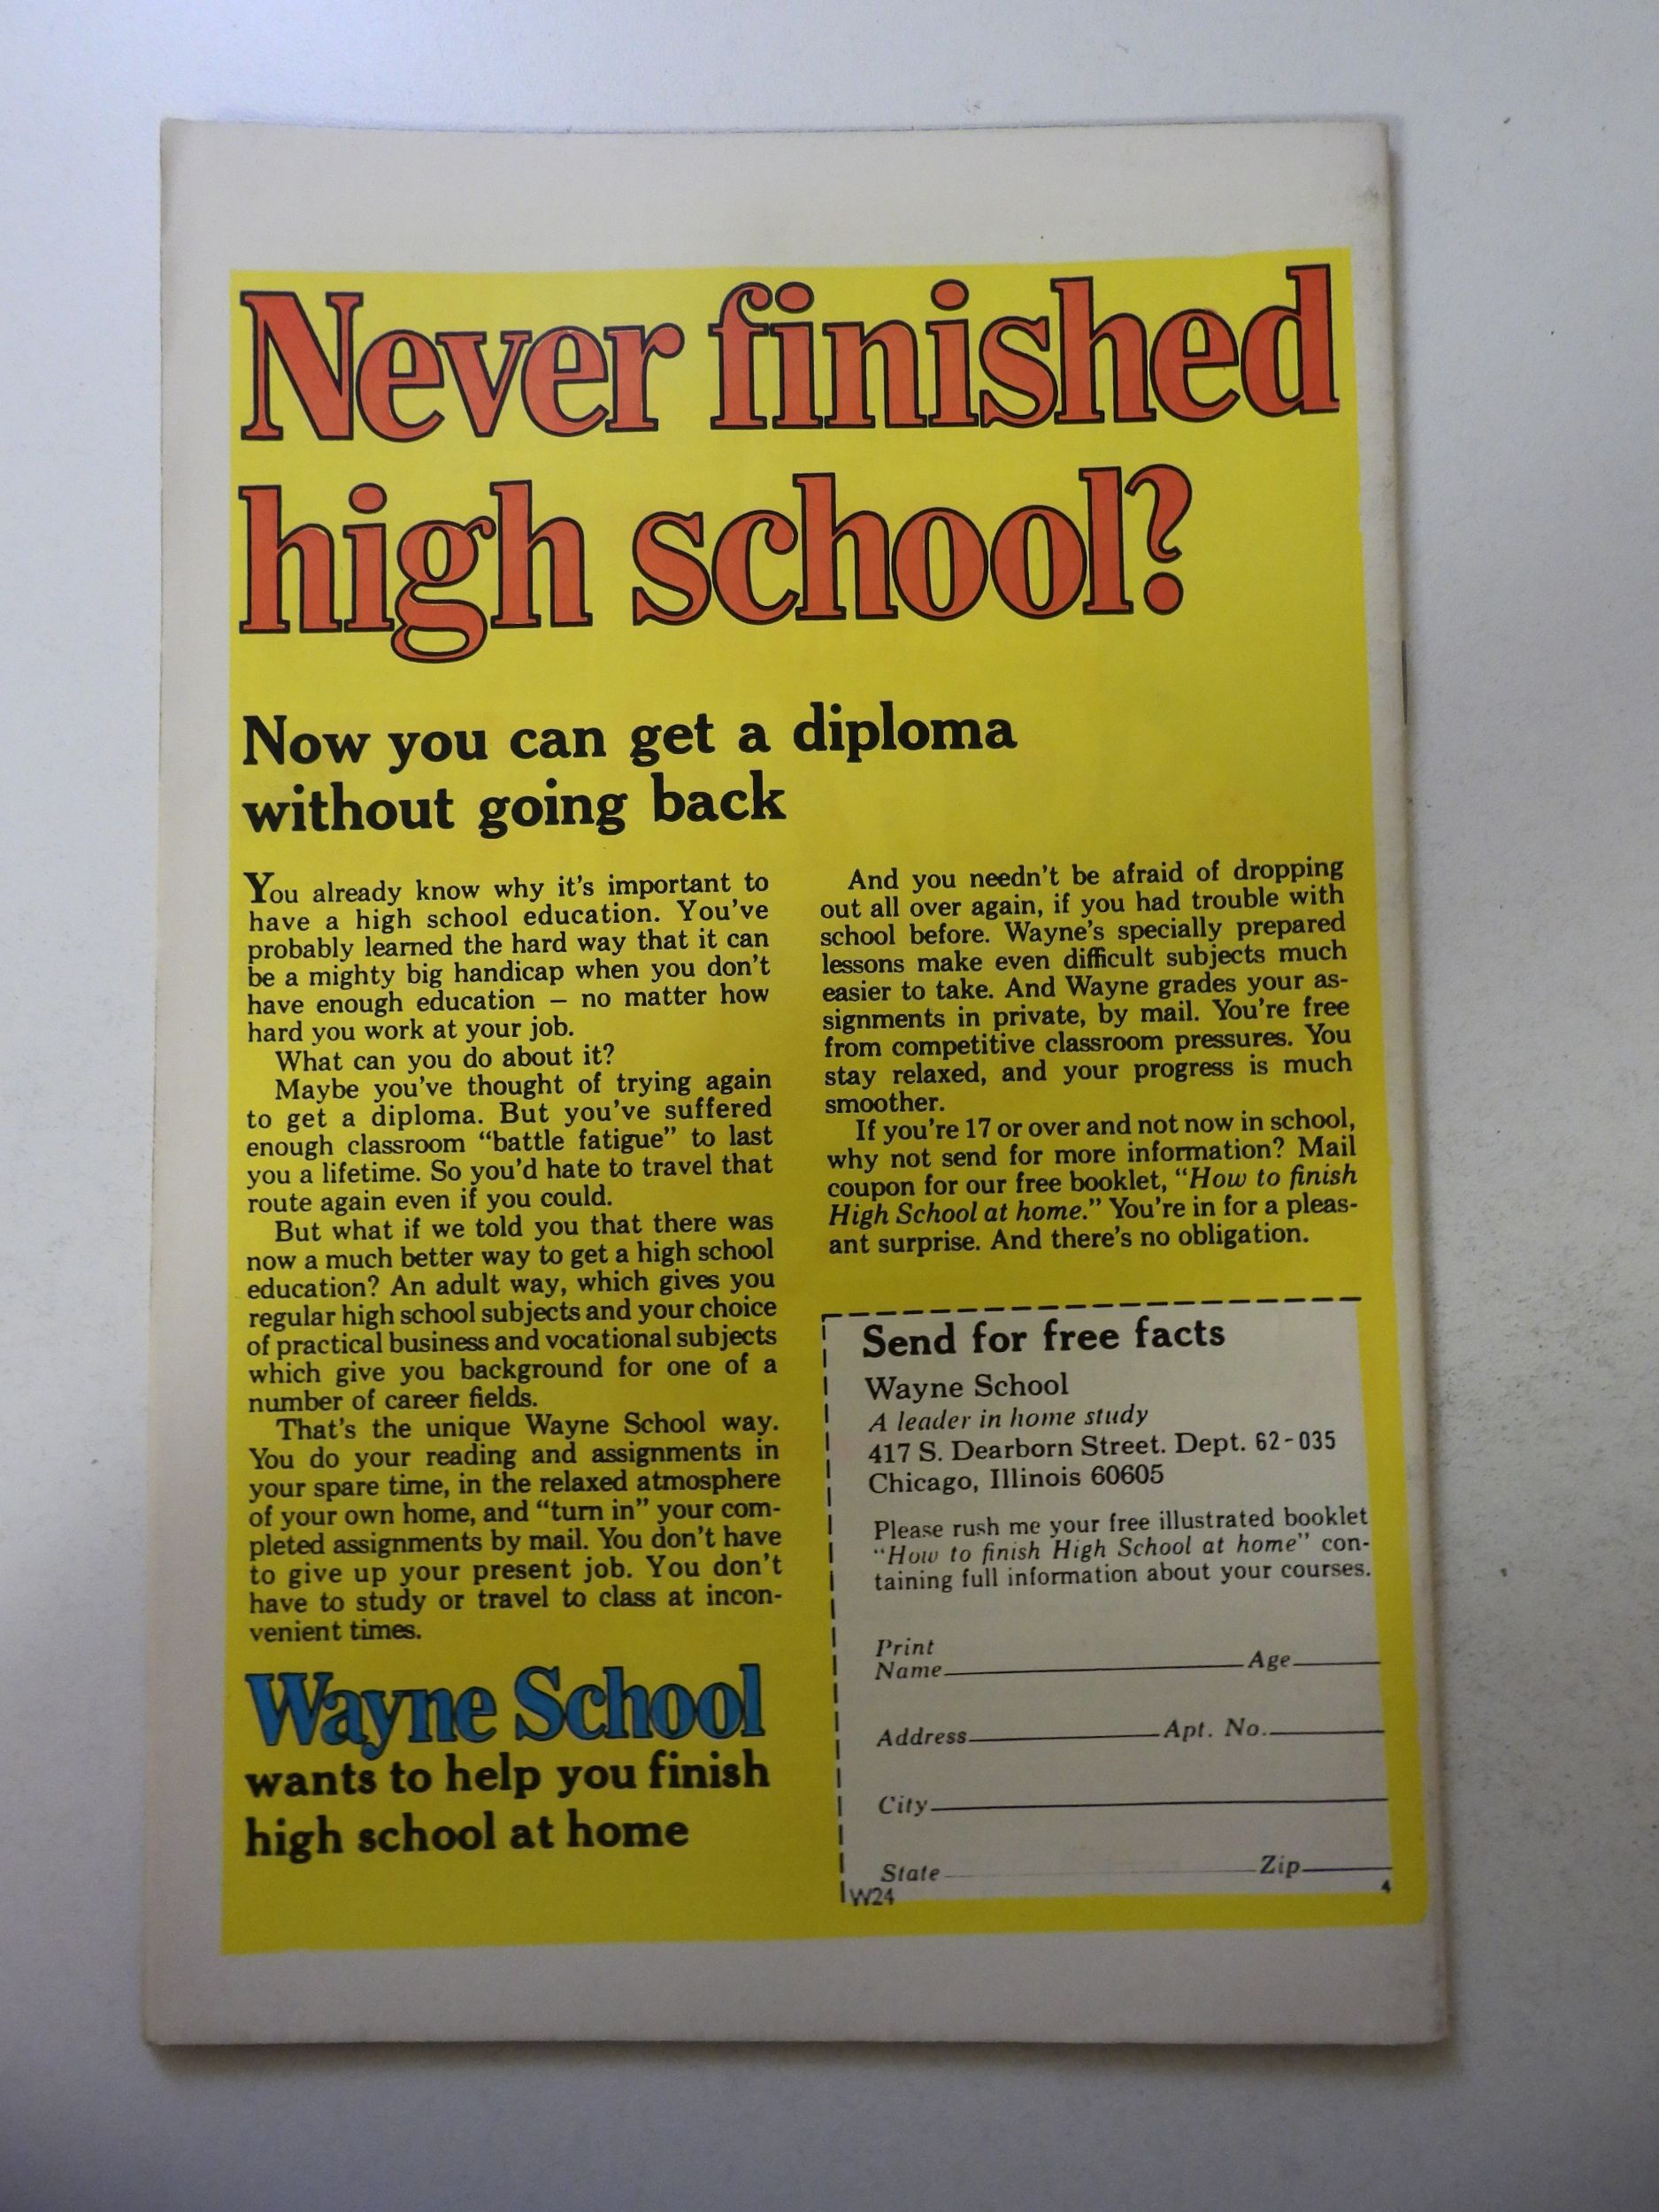 Never finished
high school?
Now you can get a diploma
without going back
You already know why it's important to
have a high school education. You've
probably learned the hard way that it can
be a mighty big handicap when you don't
have enough education — no matter how
hard you work at your job.
What can you do about it?
Maybe you've thought of trying again
to get a diploma. But you've suffered
enough classroom “battle fatigue” to last
you a lifetime. So you'd hate to travel that
route again even if you could.
But what if we told you that there was
now a much better way to get a high school
education? An adult way, which gives you
regular high school subjects and your choice
of practical business and vocational subjects
which give you background for one of a
number of career fields.
That's the unique Wayne School way.
You do your reading and assignments in
your spare time, in the relaxed atmosphere
of your own home, and “turn in” your com-
pleted assignments by mail. You don't have
to give up your present job. You don't
have to study or travel to class at incon-
venient times.
Wayne School
wants to help you finish
high school at home
And you needn't be afraid of dropping
out all over again, if you had trouble with
school before. Wayne's specially prepared
lessons make even difficult subjects much
easier to take. And Wayne grades your as-
signments in private, by mail. You're free
from competitive classroom pressures. You
stay relaxed, and your progress is much
smoother.
If you're 17 or over and not now in school,
why not send for more information? Mail
coupon for our free booklet, “How to finish
High School at home.” You're in for a pleas-
ant surprise. And there's no obligation.
Send for free facts
Wayne School
A leader in home study
417 S. Dearborn Street. Dept. 62-035
Chicago, Illinois 60605
Please rush me your free illustrated booklet
“How to finish High School at home” con-
taining full information about your courses.
Print
Name Age
Address Apt. No.
City
State Zip
W24 4